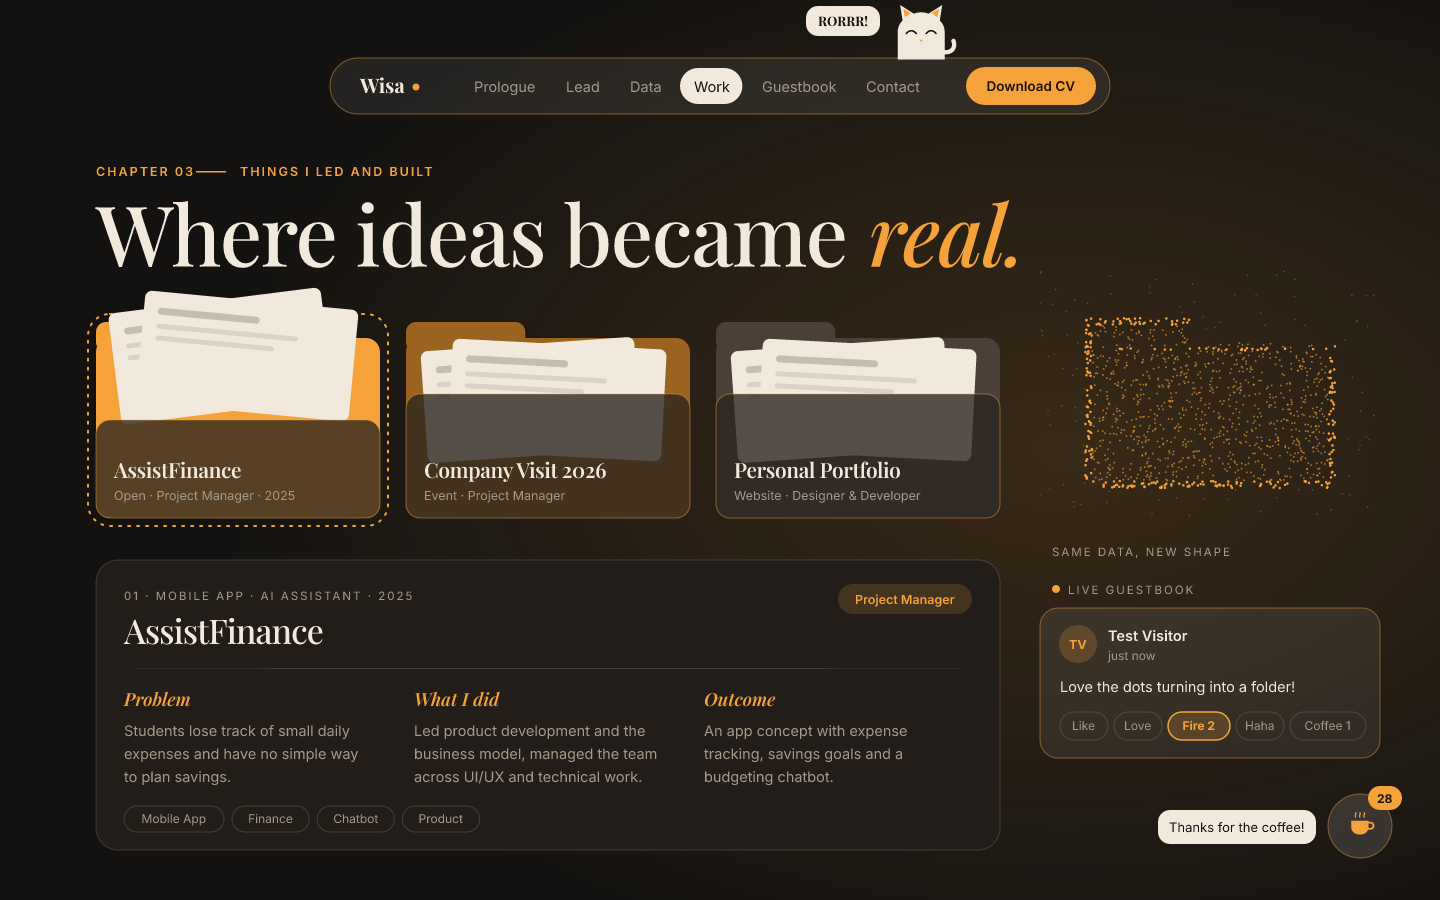 RORRR!
Wisa
Prologue
Lead
Data
Work
Guestbook
Contact
Download CV
CHAPTER 03
THINGS I LED AND BUILT
Where ideas became real.
AssistFinance
Open · Project Manager · 2025
Company Visit 2026
Event · Project Manager
Personal Portfolio
Website · Designer & Developer
01 · MOBILE APP · AI ASSISTANT · 2025
Project Manager
AssistFinance
Problem
Students lose track of small daily
expenses and have no simple way
to plan savings.
What I did
Led product development and the
business model, managed the team
across UI/UX and technical work.
Outcome
An app concept with expense
tracking, savings goals and a
budgeting chatbot.
Mobile App
Finance
Chatbot
Product
SAME DATA, NEW SHAPE
LIVE GUESTBOOK
TV
Test Visitor
just now
Love the dots turning into a folder!
Like
Love
Fire 2
Haha
Coffee 1
Thanks for the coffee!
28